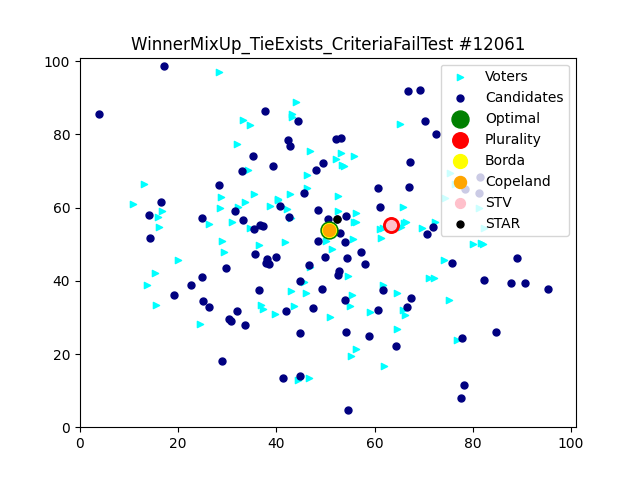 WinnerMixUp_TieExists_CriteriaFailTest #12061
100
80
60
40
20
0
0
20
40
60
80
100
Voters
Candidates
Optimal
Plurality
Borda
Copeland
STV
STAR